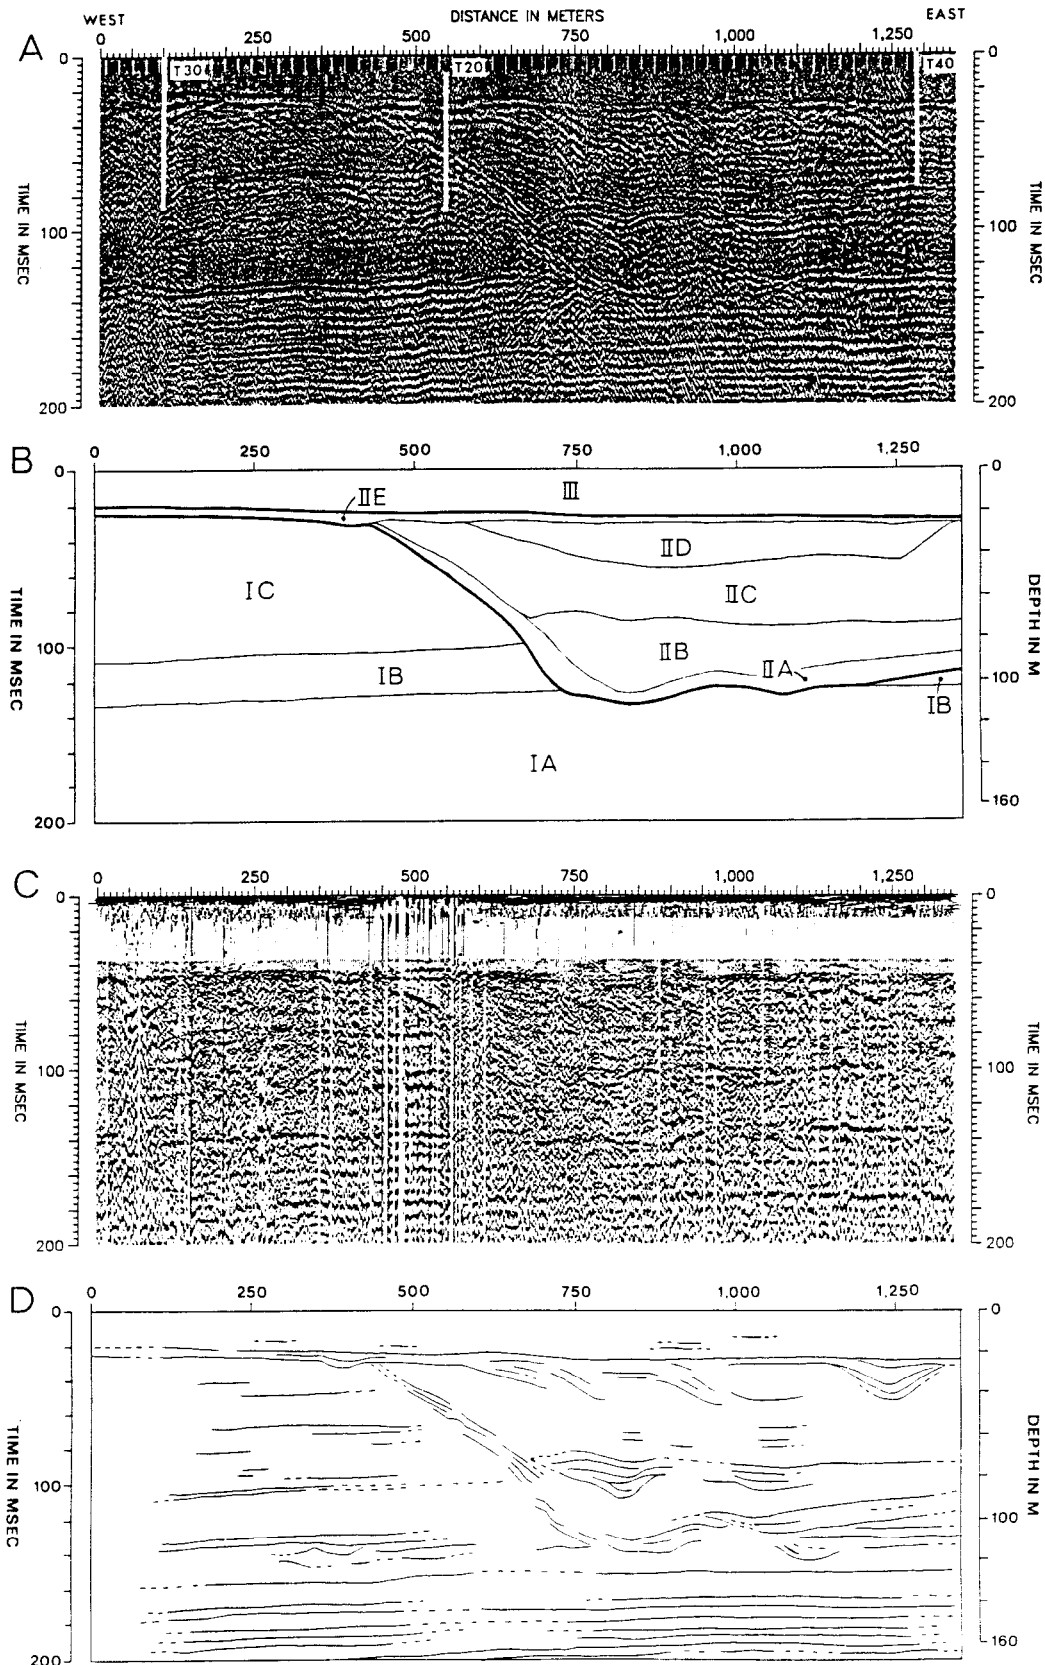 DISTANCE IN METERS
WEST EAST
A 0 250 500 750 1,000 1,250
T30 T20 T40
0 100 200
TIME IN MSEC
0 100 200
TIME IN MSEC
B 0 250 500 750 1,000 1,250
0 100 200
TIME IN MSEC
IIE III
IID
IC IIC
IIB
IB IIA
IB
IA
0 100 160
DEPTH IN M
C 0 250 500 750 1,000 1,250
0 100 200
TIME IN MSEC
0 100 200
TIME IN MSEC
D 0 250 500 750 1,000 1,250
0 100 200
TIME IN MSEC
0 100 160
DEPTH IN M